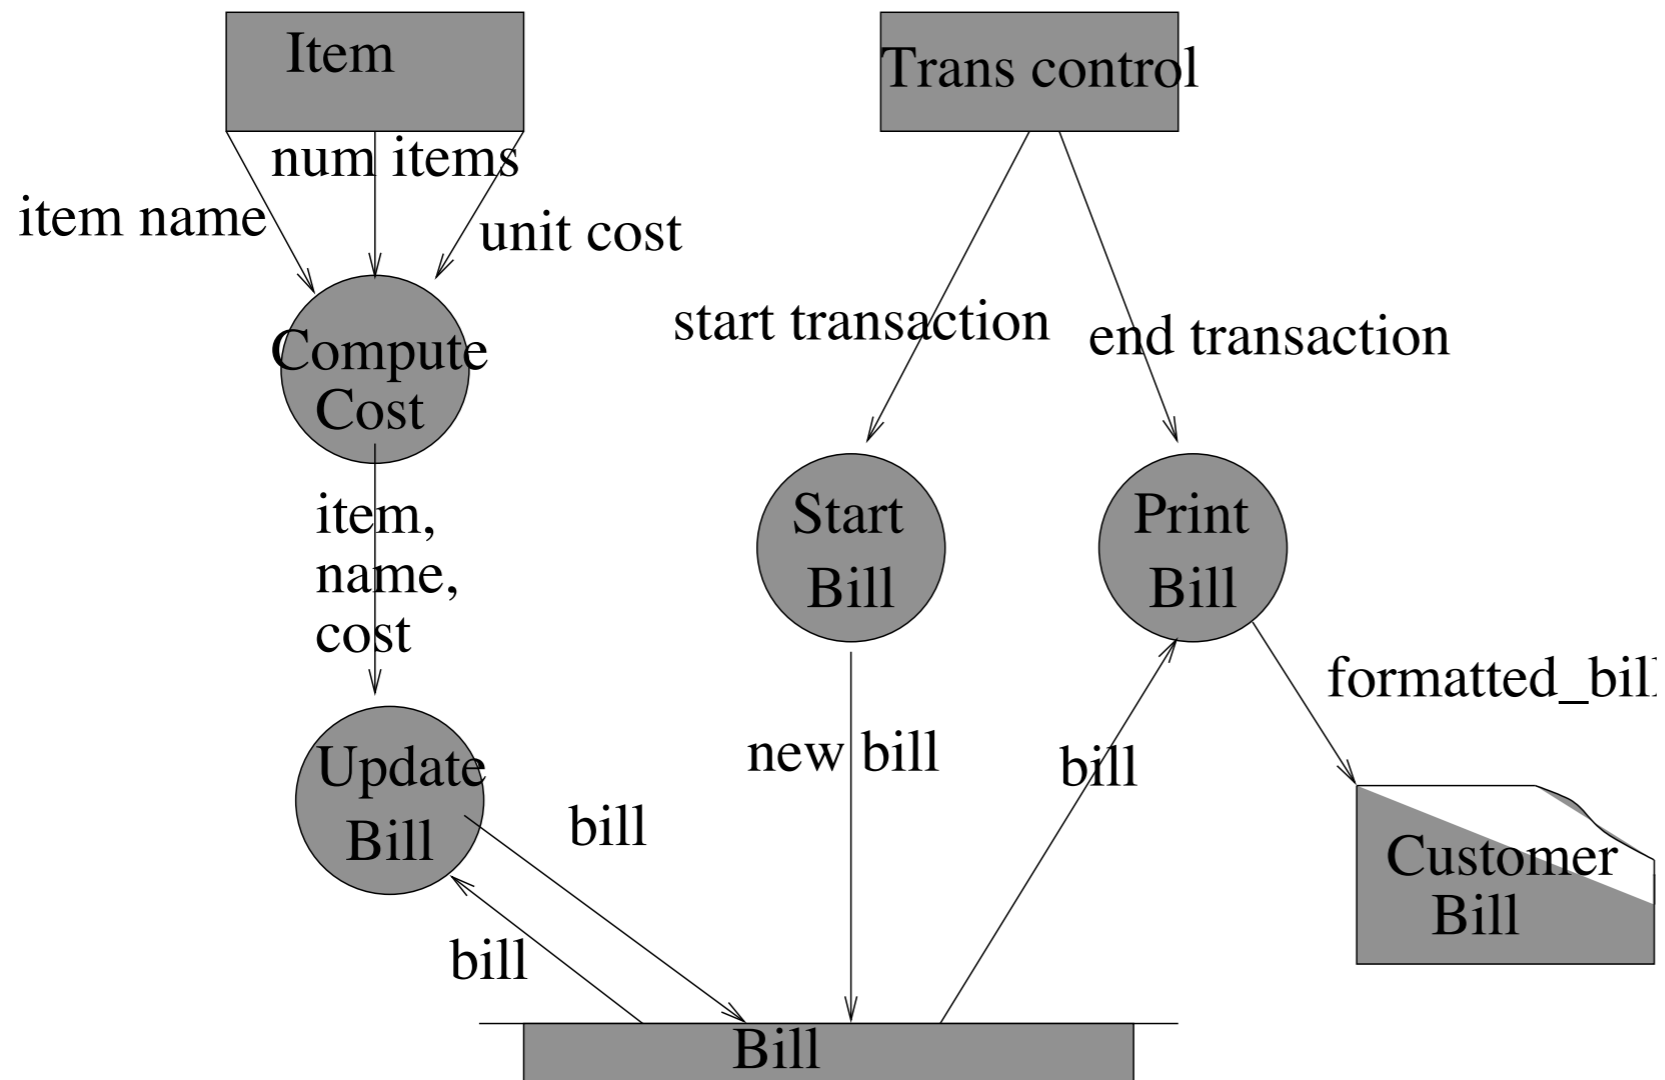 Item
Trans control
num items
item name
unit cost
start transaction
end transaction
Compute
Cost
item,
name,
cost
Start
Bill
Print
Bill
formatted_bill
Update
Bill
bill
new bill
bill
bill
Customer
Bill
Bill